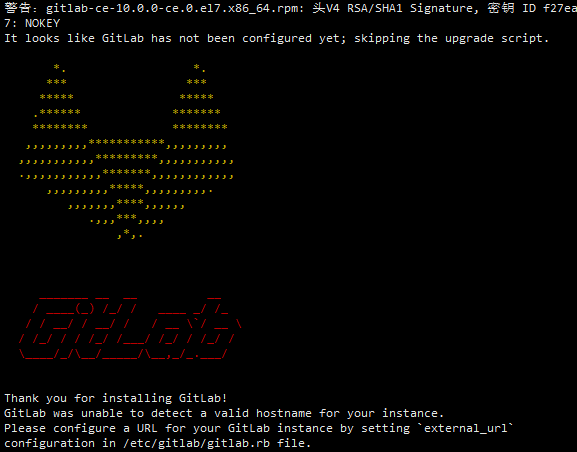 警告: gitlab-ce-10.0.0-ce.0.el7.x86_64.rpm: 头V4 RSA/SHA1 Signature, 密钥 ID f27ea
7: NOKEY
It looks like GitLab has not been configured yet; skipping the upgrade script.
GitLab
Thank you for installing GitLab!
GitLab was unable to detect a valid hostname for your instance.
Please configure a URL for your GitLab instance by setting `external_url`
configuration in /etc/gitlab/gitlab.rb file.